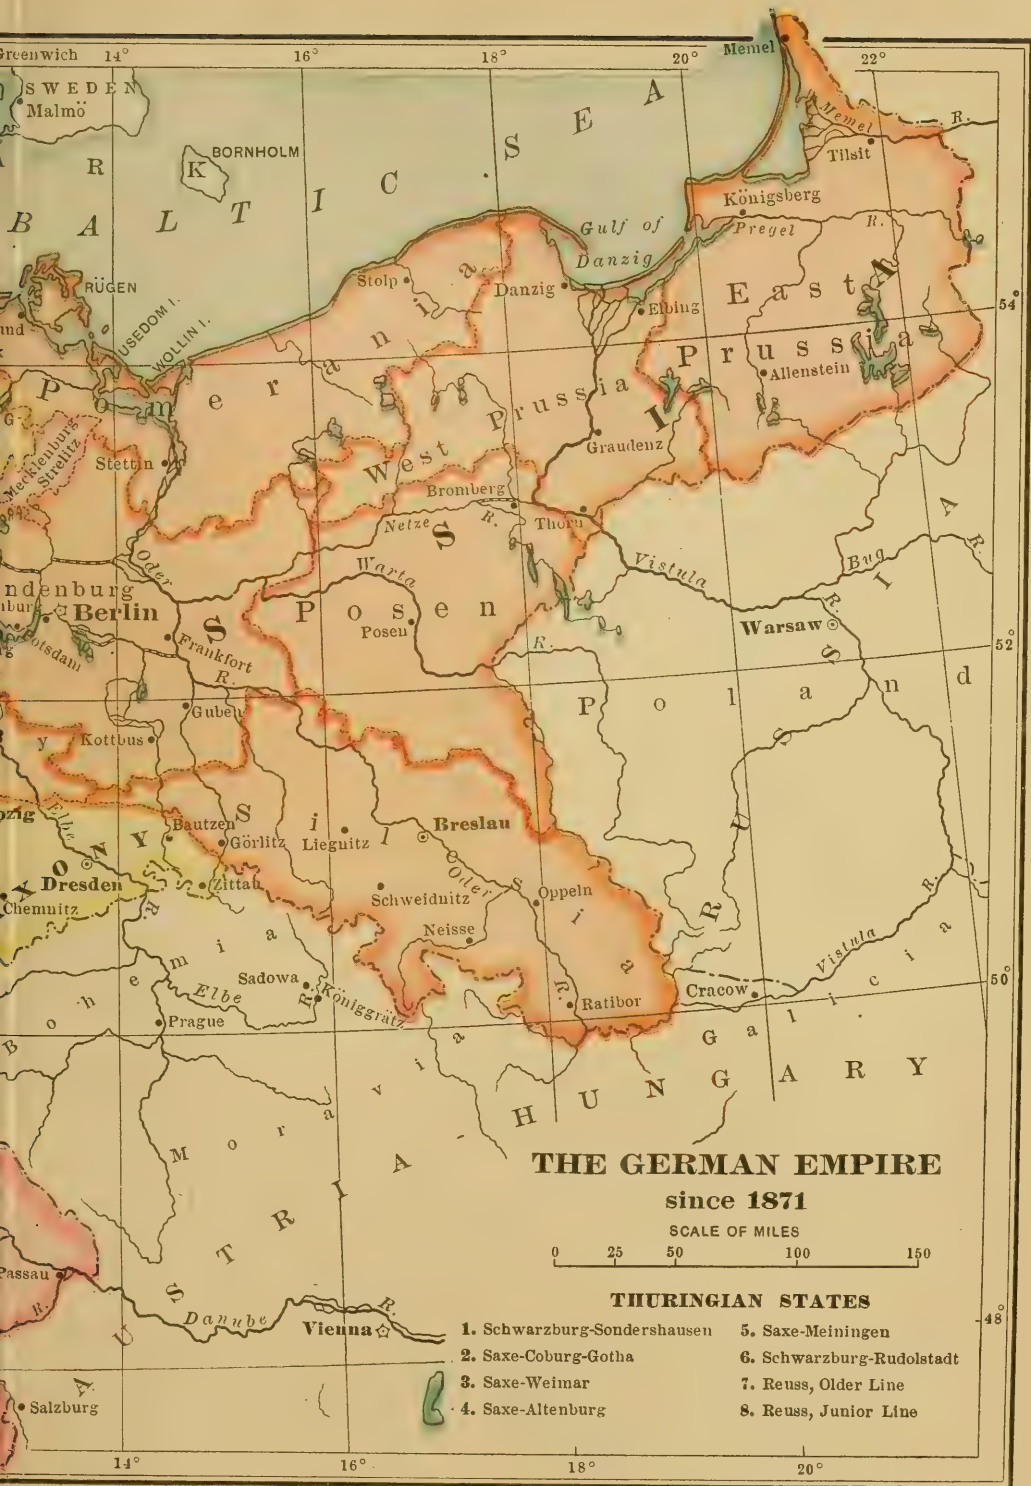 Greenwich 14° 16° 18° 20° Memel 22°
SWEDEN
Malmö
BORNHOLM
R K
BALTIC SEA
Memel R.
Tilsit
Königsberg
Pregel R.
Gulf of
Danzig
RÜGEN
USEDOM I.
WOLLIN I.
Stolp
Danzig
Elbing
East
Prussia
54°
Allenstein
Pomerania
G
Mecklenburg
Strelitz
Stettin
West Prussia
Graudenz
Bromberg
Netze R.
Thorn
Oder
Warta
Vistula R.
Bug R.
ndenburg
Berlin
Potsdam
Frankfort
R.
Posen
Posen
Warsaw
52°
R.
Poland
RUSSIA
PRUSSIA
Guben
y
Kottbus
Elbe
Bautzen
Görlitz
Silesia
Liegnitz
Breslau
Oder
R.
XONY
Dresden
Zittau
Chemnitz
Schweidnitz
Oppeln
Neisse
R.
Sadowa
Königgrätz
Elbe R.
Prague
Bohemia
Ratibor
Cracow
Vistula R.
50°
Galicia
Moravia
AUSTRIA-HUNGARY
THE GERMAN EMPIRE
since 1871
SCALE OF MILES
0 25 50 100 150
Passau
R.
Danube R.
Vienna
48°
A
Salzburg
THURINGIAN STATES
1. Schwarzburg-Sondershausen
2. Saxe-Coburg-Gotha
3. Saxe-Weimar
4. Saxe-Altenburg
5. Saxe-Meiningen
6. Schwarzburg-Rudolstadt
7. Reuss, Older Line
8. Reuss, Junior Line
14° 16° 18° 20°